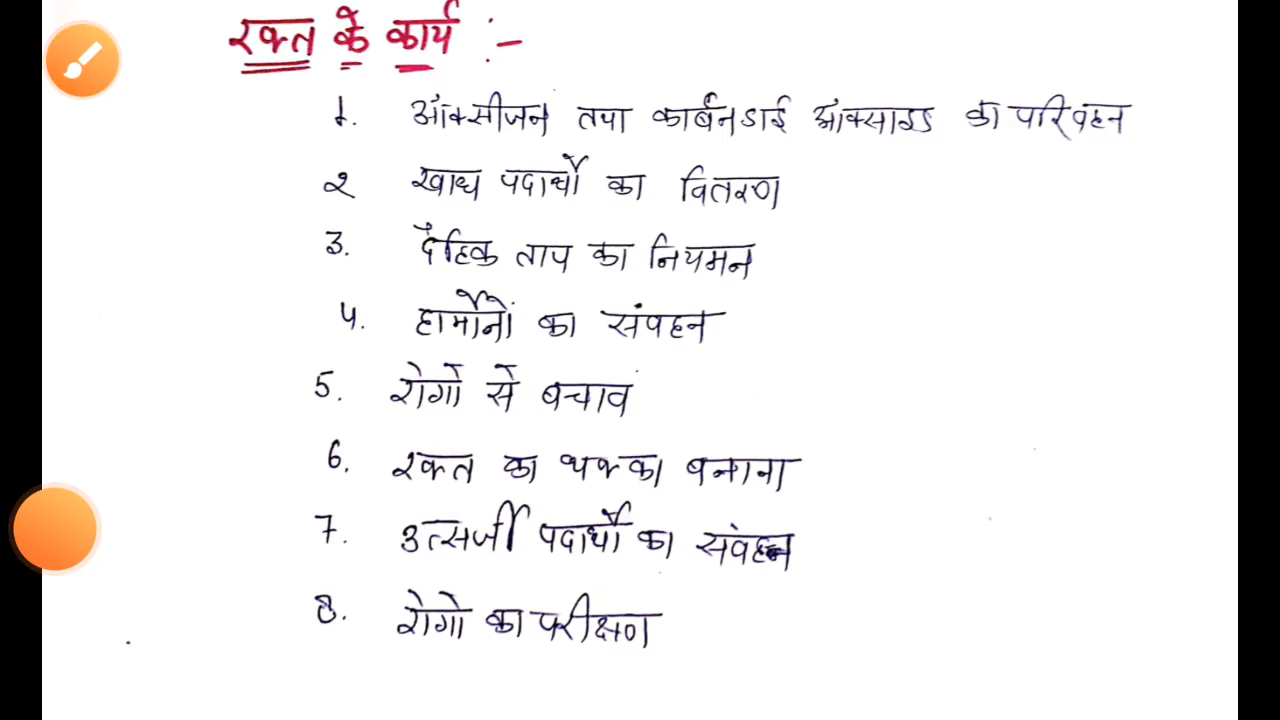 रक्त के कार्य :-
1. ऑक्सीजन तथा कार्बनडाई ऑक्साइड का परिवहन
२ खाध पदार्थो का वितरण
3. दैहिक ताप का नियमन
4. हार्मोनों का संवहन
5. रोगो से बचाव
6. रक्त का थक्का बनाना
7. उत्सर्जी पदार्थो का संवहन
8. रोगो का परीक्षण